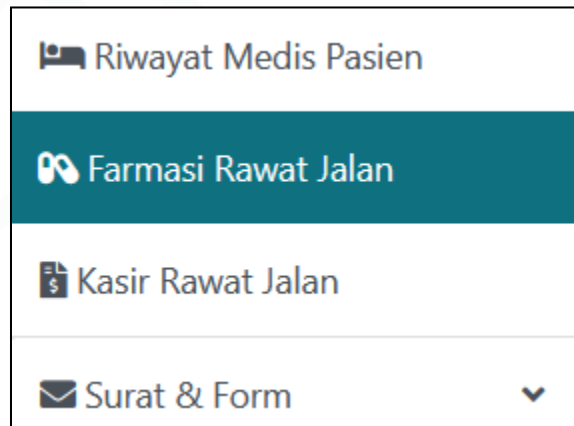 Riwayat Medis Pasien
Farmasi Rawat Jalan
Kasir Rawat Jalan
Surat & Form